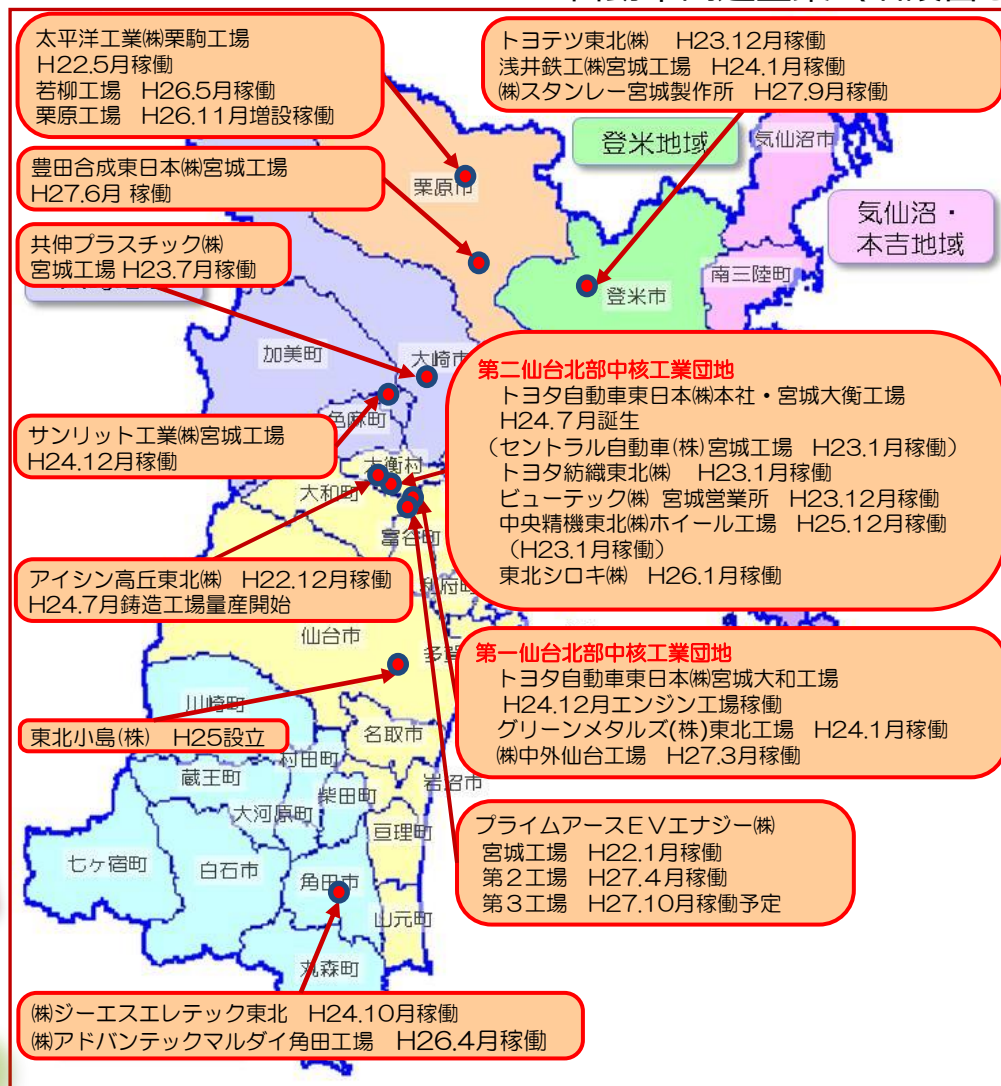 太平洋工業㈱栗駒工場
H22.5月稼働
若柳工場 H26.5月稼働
栗原工場 H26.11月増設稼働
トヨテツ東北㈱ H23.12月稼働
浅井鉄工㈱宮城工場 H24.1月稼働
㈱スタンレー宮城製作所 H27.9月稼働
登米地域
気仙沼市
豊田合成東日本㈱宮城工場
H27.6月 稼働
栗原市
気仙沼・
本吉地域
共伸プラスチック㈱
宮城工場 H23.7月稼働
南三陸町
登米市
加美町
大崎市
色麻町
第二仙台北部中核工業団地
トヨタ自動車東日本㈱本社・宮城大衡工場
H24.7月誕生
(セントラル自動車(株)宮城工場 H23.1月稼働)
トヨタ紡織東北㈱ H23.1月稼働
ビューテック㈱ 宮城営業所 H23.12月稼働
中央精機東北㈱ホイール工場 H25.12月稼働
(H23.1月稼働)
東北シロキ㈱ H26.1月稼働
サンリット工業㈱宮城工場
H24.12月稼働
大衡村
大和町
富谷町
アイシン高丘東北㈱ H22.12月稼働
H24.7月鋳造工場量産開始
利府町
仙台市
第一仙台北部中核工業団地
トヨタ自動車東日本㈱宮城大和工場
H24.12月エンジン工場稼働
グリーンメタルズ(株)東北工場 H24.1月稼働
㈱中外仙台工場 H27.3月稼働
川崎町
東北小島(株) H25設立
名取市
村田町
岩沼市
蔵王町
柴田町
大河原町
亘理町
プライムアースEVエナジー㈱
宮城工場 H22.1月稼働
第2工場 H27.4月稼働
第3工場 H27.10月稼働予定
七ヶ宿町
白石市
角田市
山元町
丸森町
㈱ジーエスエレテック東北 H24.10月稼働
㈱アドバンテックマルダイ角田工場 H26.4月稼働